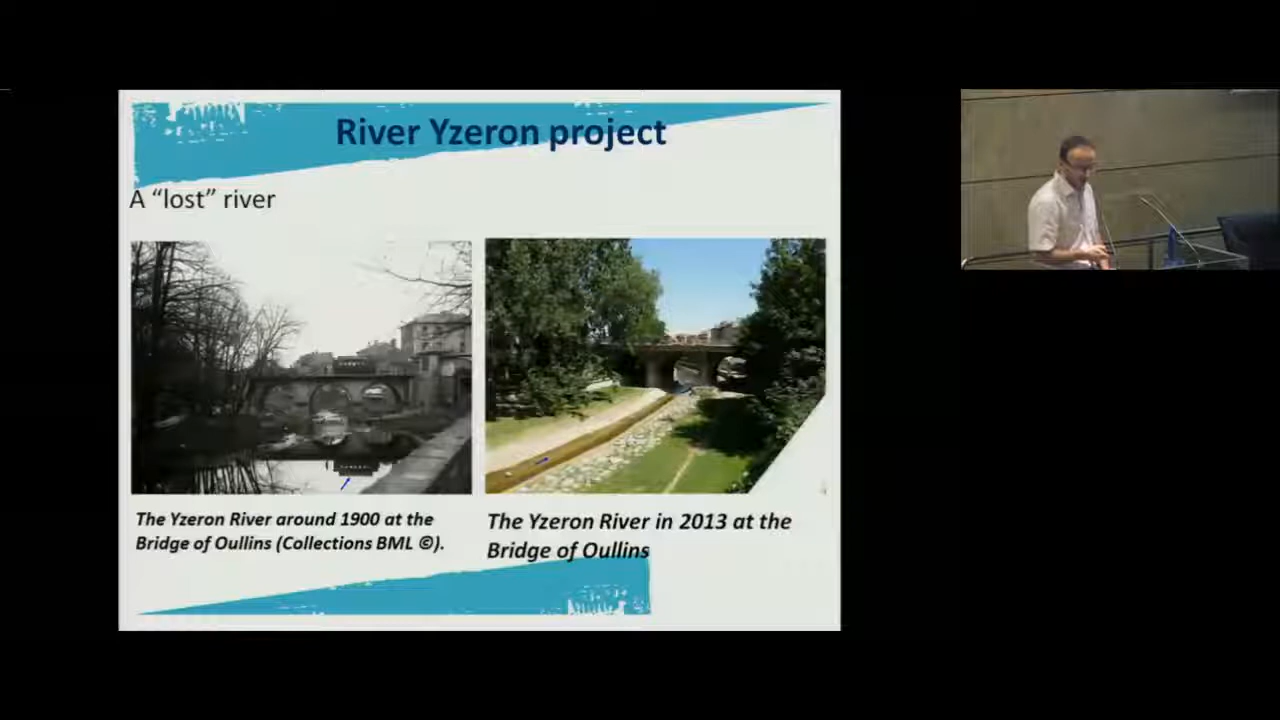 River Yzeron project
A “lost” river
The Yzeron River around 1900 at the
Bridge of Oullins (Collections BML ©).
The Yzeron River in 2013 at the
Bridge of Oullins